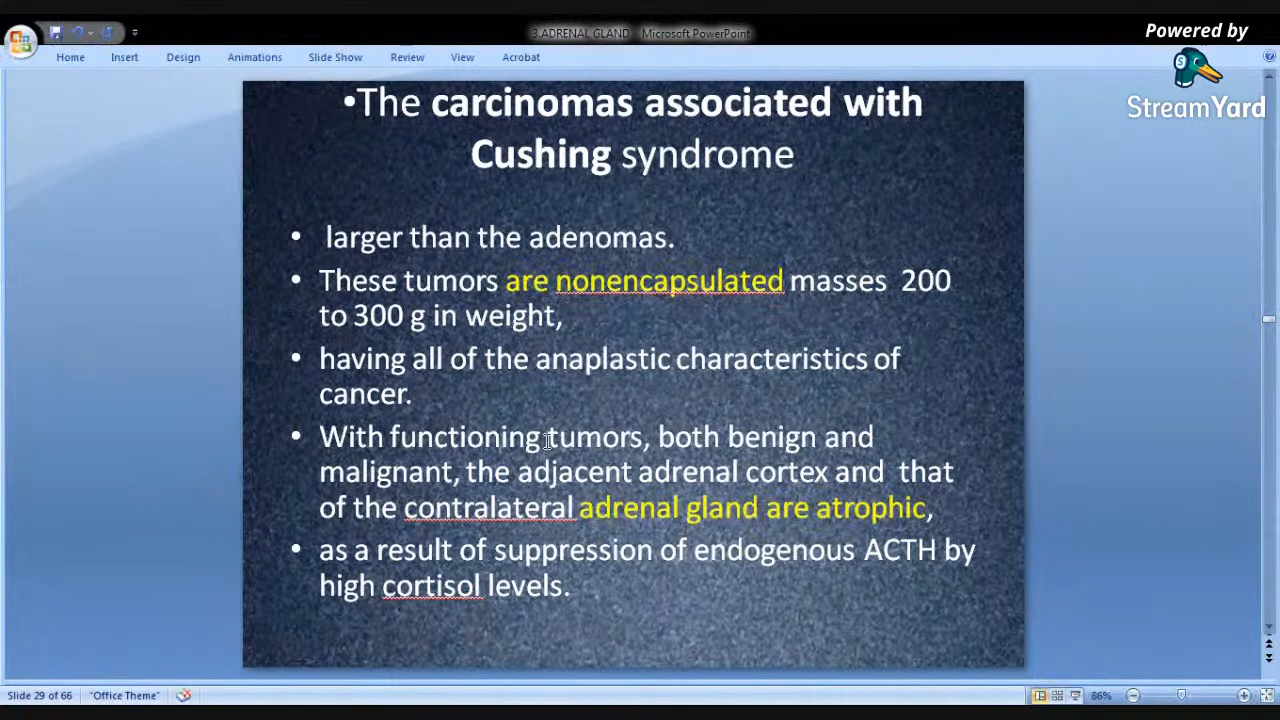 3.ADRENAL GLAND - Microsoft PowerPoint
Powered by
StreamYard
Home Insert Design Animations Slide Show Review View Acrobat
•The carcinomas associated with
Cushing syndrome
• larger than the adenomas.
• These tumors are nonencapsulated masses 200
to 300 g in weight,
• having all of the anaplastic characteristics of
cancer.
• With functioning tumors, both benign and
malignant, the adjacent adrenal cortex and that
of the contralateral adrenal gland are atrophic,
• as a result of suppression of endogenous ACTH by
high cortisol levels.
Slide 29 of 66 "Office Theme" 86%